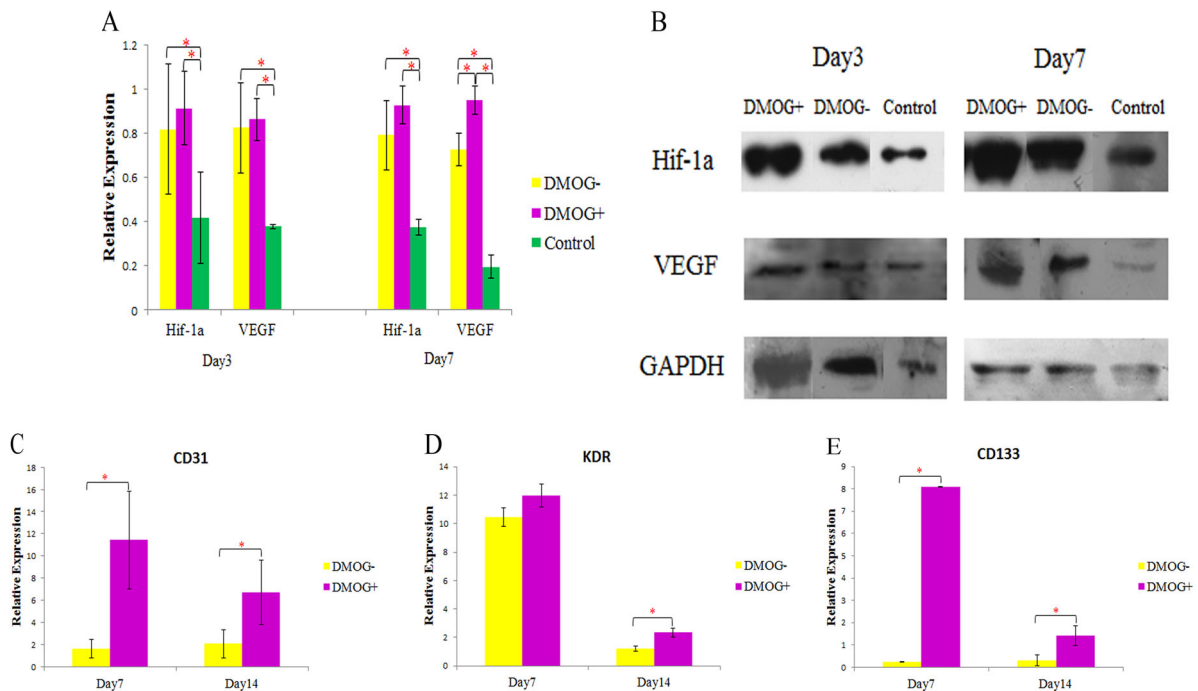 A
* * * * * * * * *
1.2
1
0.8
0.6
0.4
0.2
0
Relative Expression
Hif-1a VEGF Hif-1a VEGF
Day3 Day7
DMOG-
DMOG+
Control
B
Day3 Day7
DMOG+ DMOG- Control DMOG+ DMOG- Control
Hif-1a
VEGF
GAPDH
C
CD31
18
16
14
12
10
8
6
4
2
0
Relative Expression
* *
Day7 Day14
DMOG-
DMOG+
D
KDR
14
12
10
8
6
4
2
0
Relative Expression
*
Day7 Day14
DMOG-
DMOG+
E
CD133
9
8
7
6
5
4
3
2
1
0
Relative Expression
* *
Day7 Day14
DMOG-
DMOG+